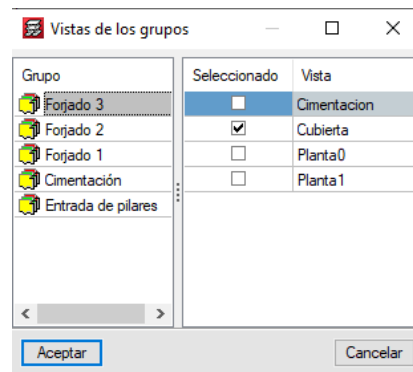 Vistas de los grupos
Grupo
Forjado 3
Forjado 2
Forjado 1
Cimentación
Entrada de pilares
Seleccionado Vista
Cimentacion
Cubierta
Planta0
Planta1
Aceptar
Cancelar